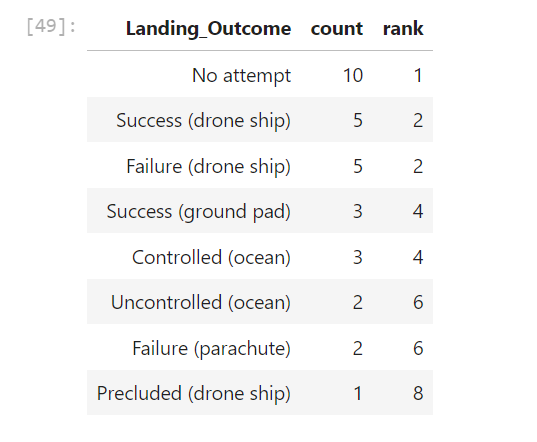 [49]:
Landing_Outcome count rank
No attempt 10 1
Success (drone ship) 5 2
Failure (drone ship) 5 2
Success (ground pad) 3 4
Controlled (ocean) 3 4
Uncontrolled (ocean) 2 6
Failure (parachute) 2 6
Precluded (drone ship) 1 8